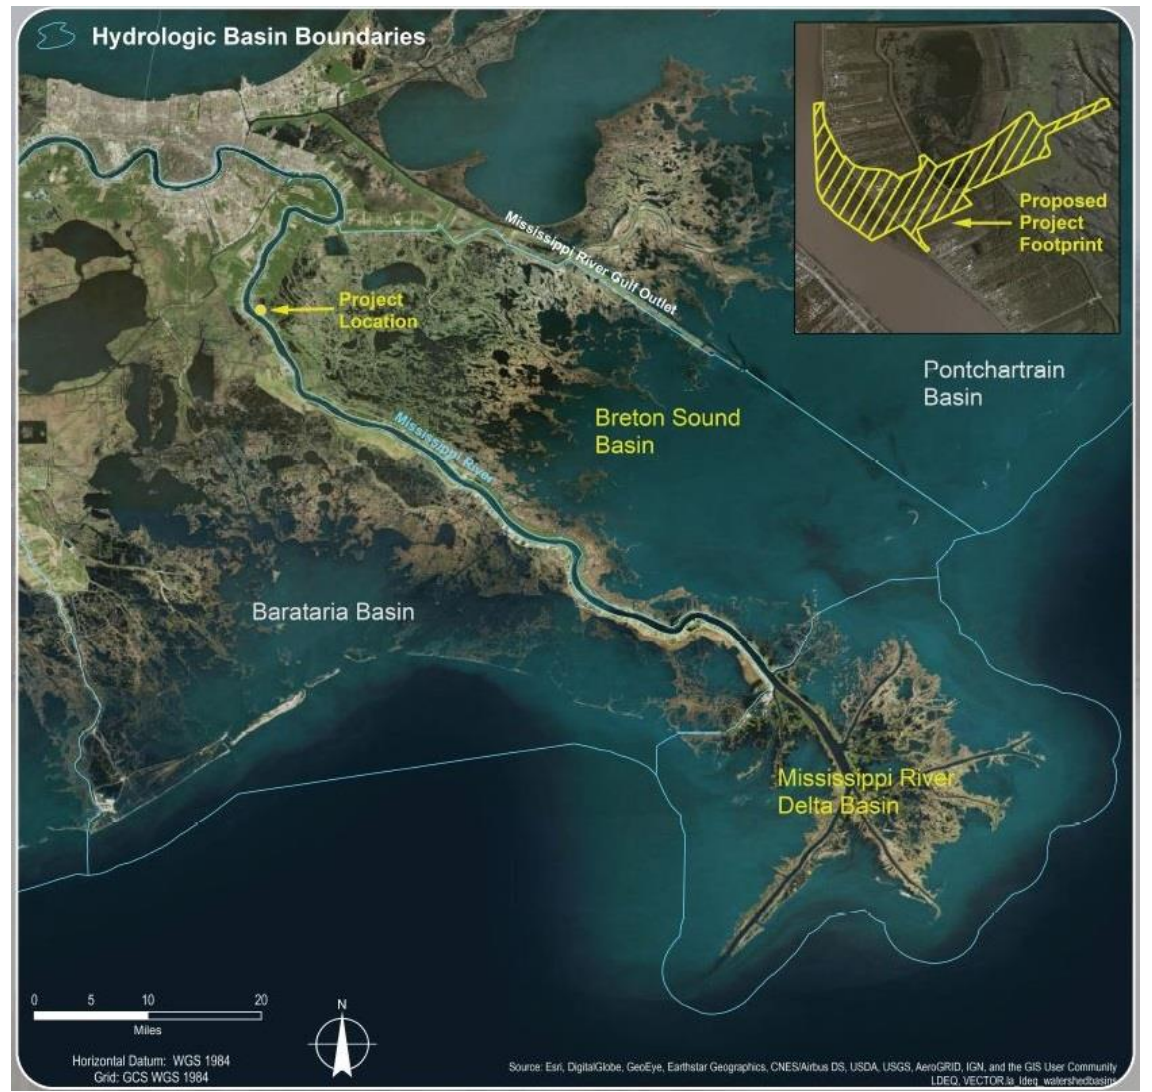 Hydrologic Basin Boundaries
Proposed
Project
Footprint
Mississippi River Gulf Outlet
Project
Location
Pontchartrain
Basin
Breton Sound
Basin
Mississippi River
Barataria Basin
Mississippi River
Delta Basin
0 5 10 20
Miles
N
Horizontal Datum: WGS 1984
Grid: GCS WGS 1984
Source: Esri, DigitalGlobe, GeoEye, Earthstar Geographics, CNES/Airbus DS, USDA, USGS, AeroGRID, IGN, and the GIS User Community
LDEQ, VECTOR.la_ldeq_watershedbasins